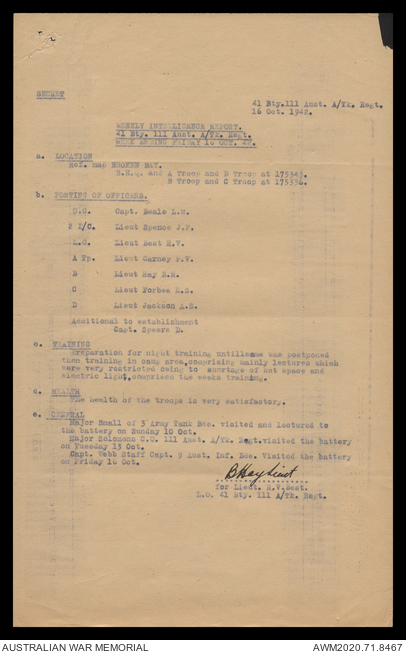 SECRET
41 Bty.111 Aust. A/Tk. Regt.
16 Oct. 1942.
WEEKLY INTELLIGENCE REPORT.
41 Bty. 111 Aust. A/Tk. Regt.
WEEK ENDING FRIDAY 16 OCT. 42.
a. LOCATION
Ref. map BROKEN BAY.
B.H.q. and A Troop and D Troop at 175343.
B Troop and C Troop at 175336.
b. POSTING OF OFFICERS.
O.C. Capt. Beale L.
2 I/C. Lieut Spence J.F.
L.O. Lieut Best H.V.
A Tp. Lieut Carney F.V.
B Lieut Hay B.H.
C Lieut Forbes R.S.
D Lieut Jackson A.S.
Additional to establishment
Capt. Speers D.
c. TRAINING
Preparation for night training was postponed
then training in camp area,comprising mainly lectures which
were very restricted owing to shortage of space and
electric light,comprises the weeks training.
d. HEALTH
The health of the troops is very satisfactory.
e. GENERAL
Major Small of 3 Army Tank Bde. visited and lectured to
the battery on Sunday 10 Oct.
Major Solomons C.O. 111 Aust. A/Tk. Regt.visited the battery
on Tuesday 13 Oct.
Capt. Webb Staff Capt. 9 Aust. Inf. Bde. Visited the battery
on Friday 16 Oct.
B Hay Lieut
for Lieut. H.V.Best.
L.O. 41 Bty. 111 A/Tk. Regt.
AUSTRALIAN WAR MEMORIAL
AWM2020.71.8467